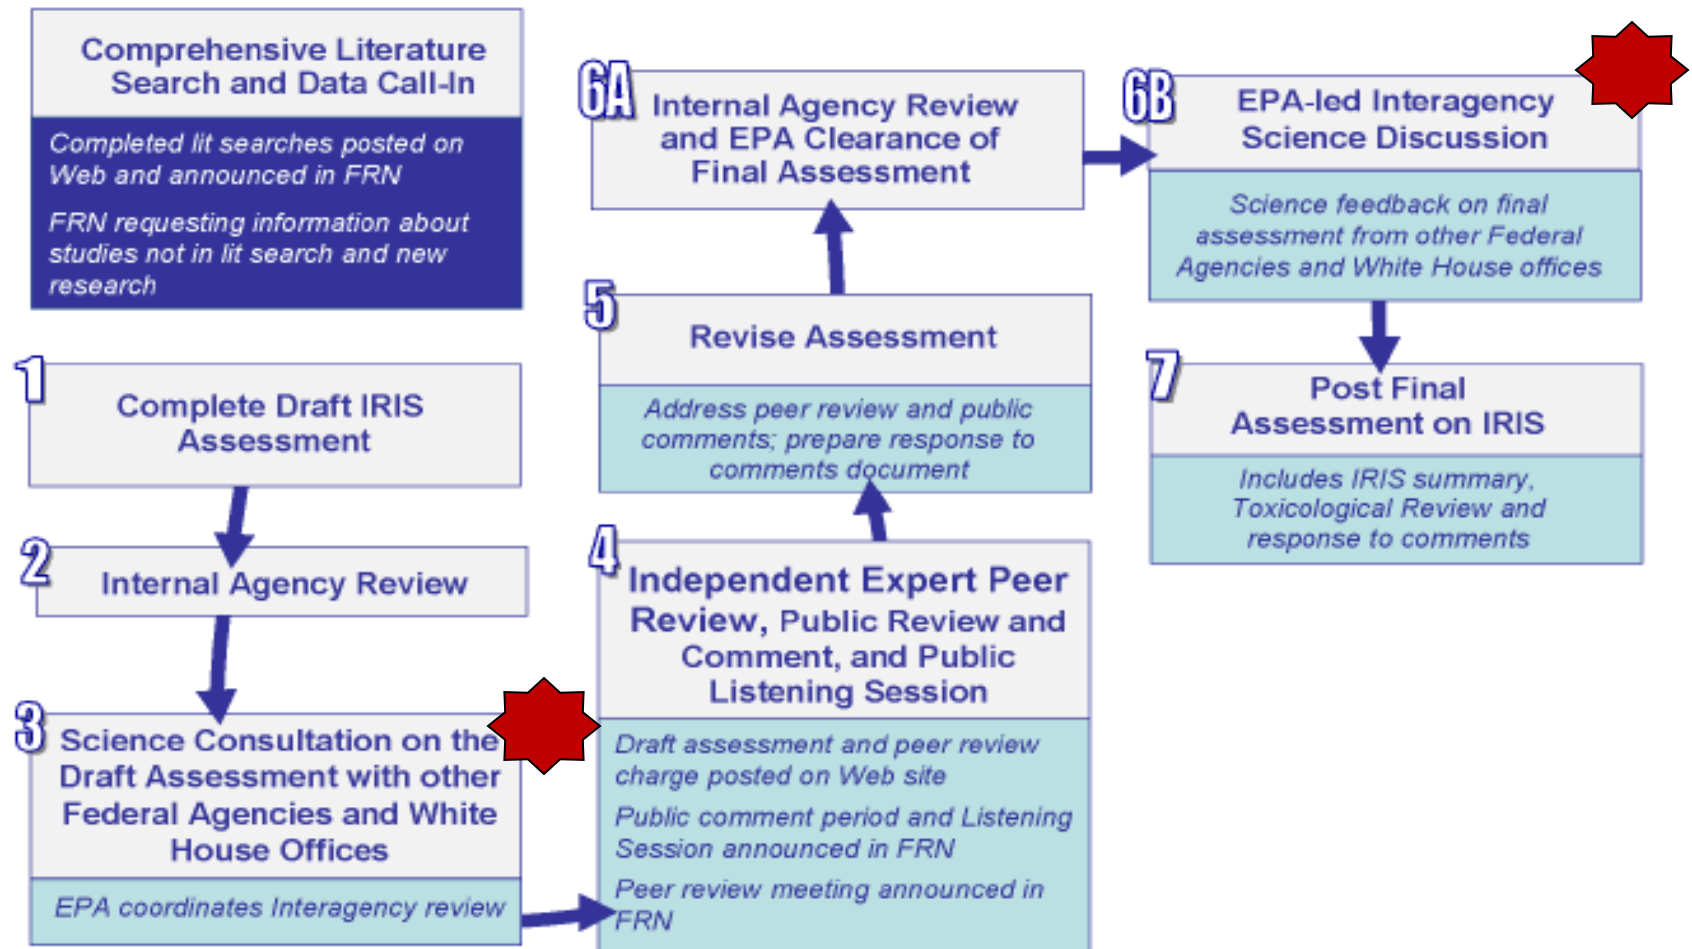 Comprehensive Literature
Search and Data Call-In
Completed lit searches posted on
Web and announced in FRN
FRN requesting information about
studies not in lit search and new
research
1
Complete Draft IRIS
Assessment
2
Internal Agency Review
3
Science Consultation on the
Draft Assessment with other
Federal Agencies and White
House Offices
EPA coordinates Interagency review
4
Independent Expert Peer
Review, Public Review and
Comment, and Public
Listening Session
Draft assessment and peer review
charge posted on Web site
Public comment period and Listening
Session announced in FRN
Peer review meeting announced in
FRN
5
Revise Assessment
Address peer review and public
comments; prepare response to
comments document
6A
Internal Agency Review
and EPA Clearance of
Final Assessment
6B
EPA-led Interagency
Science Discussion
Science feedback on final
assessment from other Federal
Agencies and White House offices
7
Post Final
Assessment on IRIS
Includes IRIS summary,
Toxicological Review and
response to comments